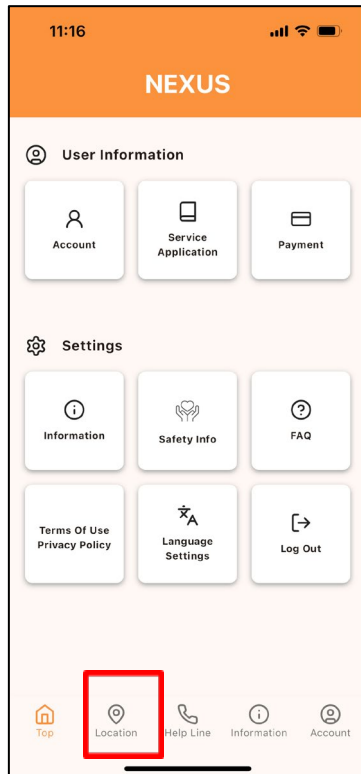 11:16
NEXUS
User Information
Account
Service
Application
Payment
Settings
Information
Safety Info
FAQ
Terms Of Use
Privacy Policy
Language
Settings
Log Out
Top
Location
Help Line
Information
Account